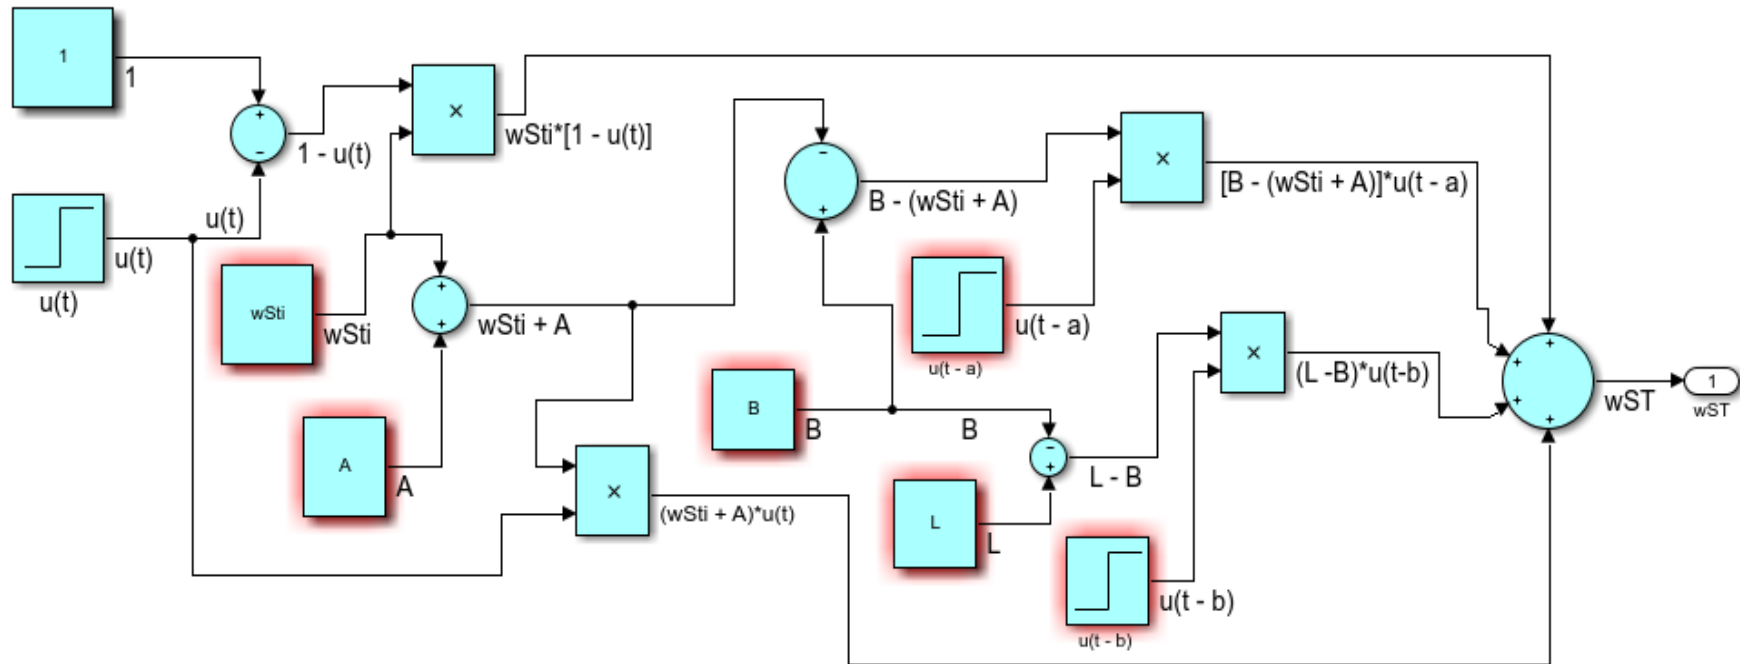 1
1
+
-
1 - u(t)
×
wSti*[1 - u(t)]
u(t)
u(t)
u(t)
wSti
wSti
+
+
wSti + A
A
A
×
(wSti + A)*u(t)
-
+
B - (wSti + A)
×
[B - (wSti + A)]*u(t - a)
u(t - a)
u(t - a)
B
B
B
-
+
L - B
L
L
×
(L -B)*u(t-b)
u(t - b)
u(t - b)
+
+
+
+
wST
1
wST